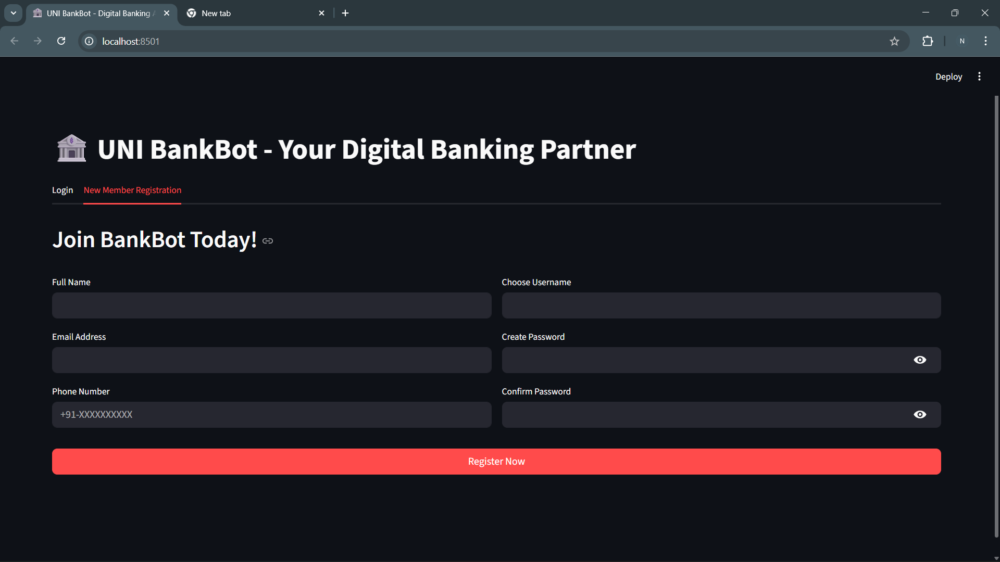 UNI BankBot - Digital Banking
New tab
localhost:8501
N
Deploy
UNI BankBot - Your Digital Banking Partner
Login
New Member Registration
Join BankBot Today!
Full Name
Choose Username
Email Address
Create Password
Phone Number
Confirm Password
+91-XXXXXXXXXX
Register Now